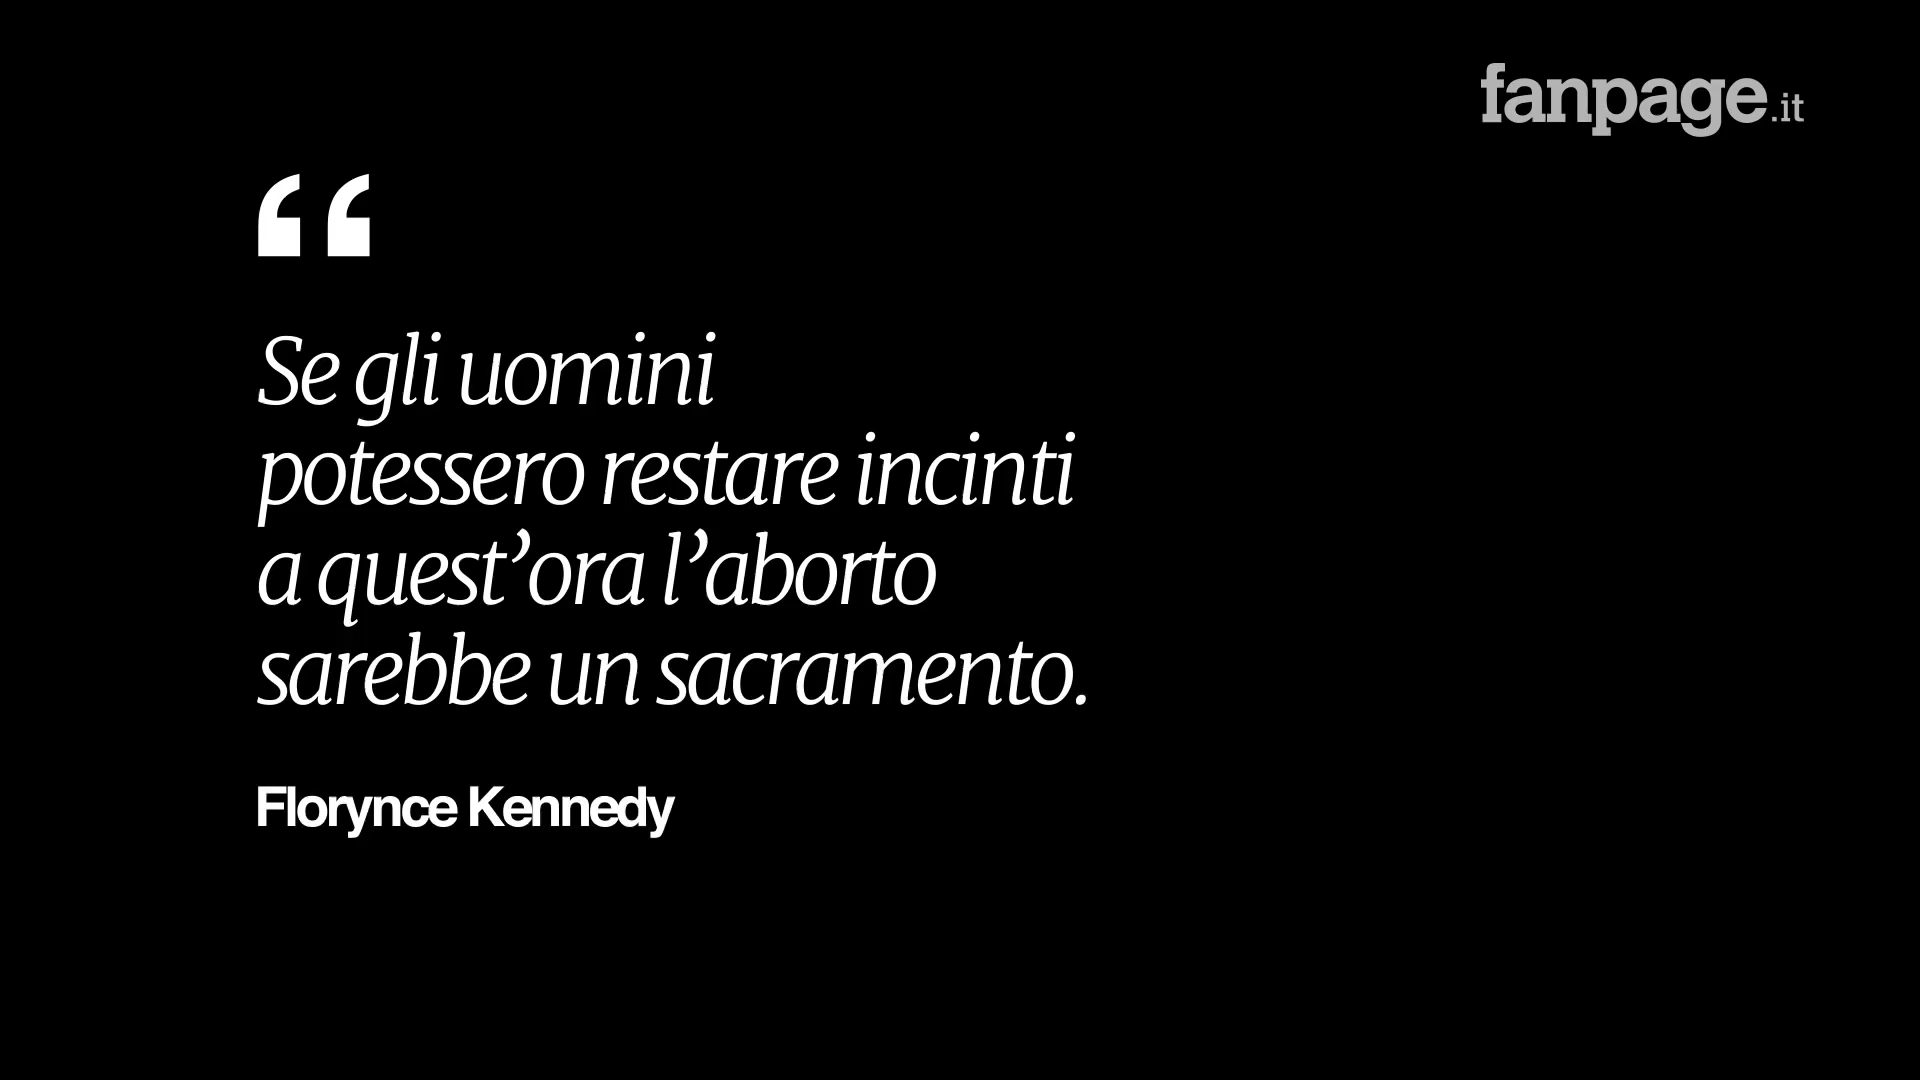 fanpage.it
“
Se gli uomini
potessero restare incinti
a quest’ora l’aborto
sarebbe un sacramento.
Florynce Kennedy